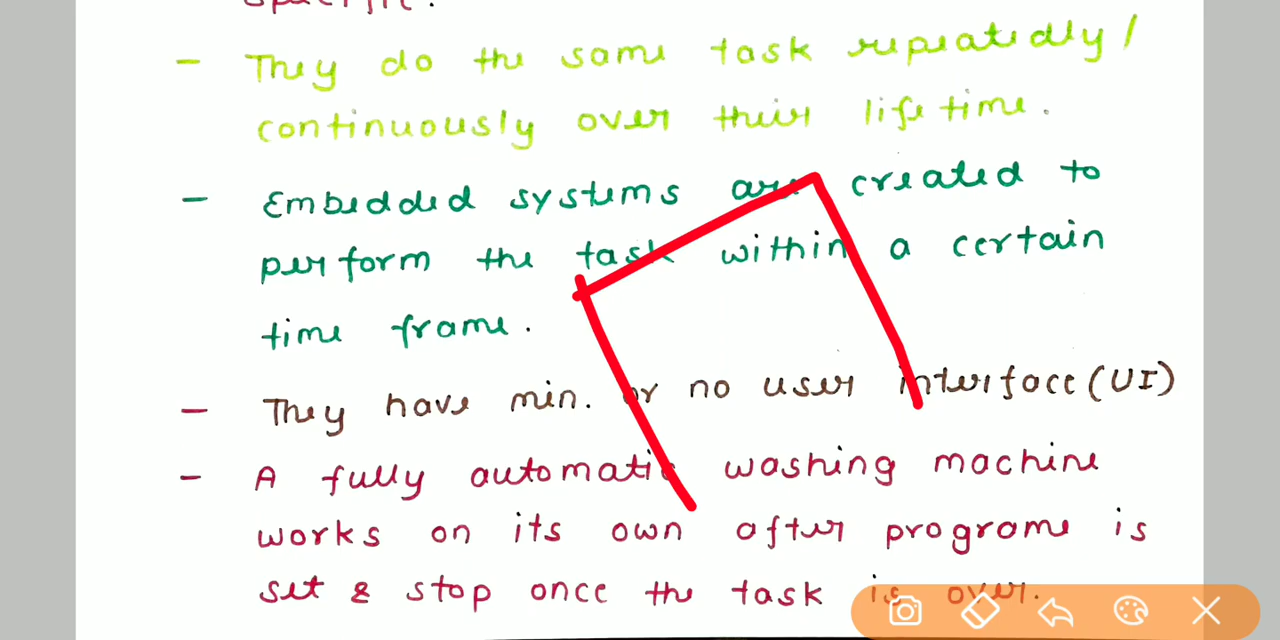 specific.
- They do the same task repeatedly/
continuously over their lifetime.
- Embedded systems are created to
perform the task within a certain
time frame.
- They have min. or no user interface(UI)
- A fully automatic washing machine
works on its own after programe is
set & stop once the task is over.